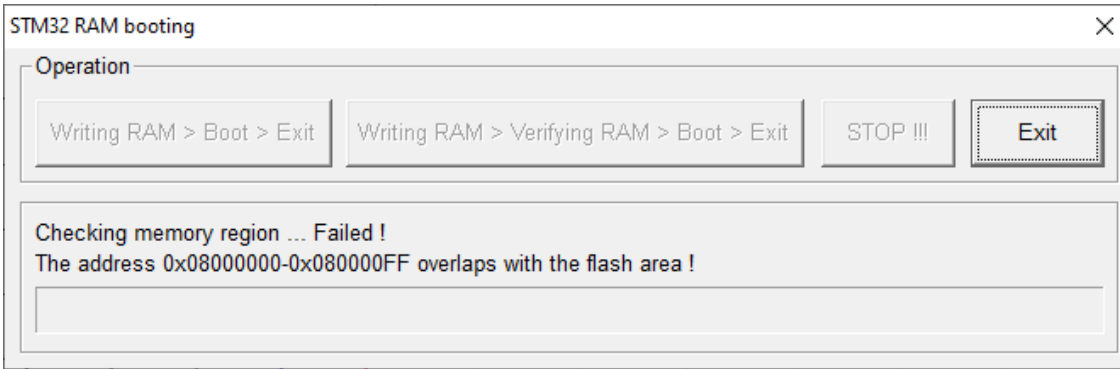 STM32 RAM booting
Operation
Writing RAM > Boot > Exit
Writing RAM > Verifying RAM > Boot > Exit
STOP !!!
Exit
Checking memory region ... Failed !
The address 0x08000000-0x080000FF overlaps with the flash area !